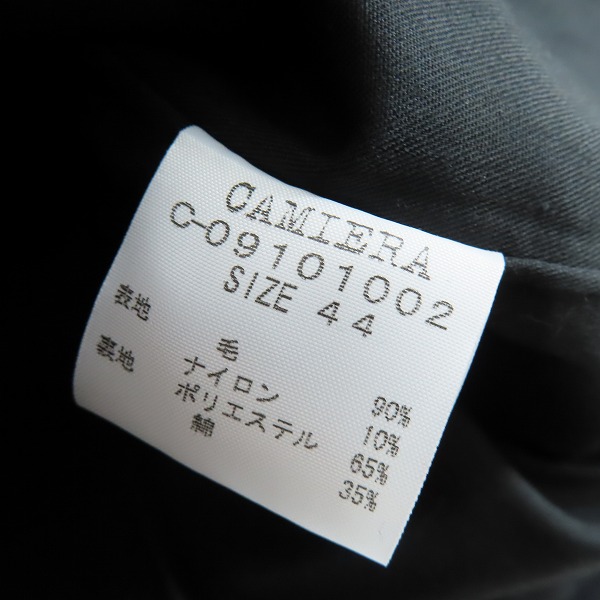 CAMIERA
C-09101002
SIZE 44
表地 毛 90%
ナイロン 10%
裏地 ポリエステル 65%
綿 35%